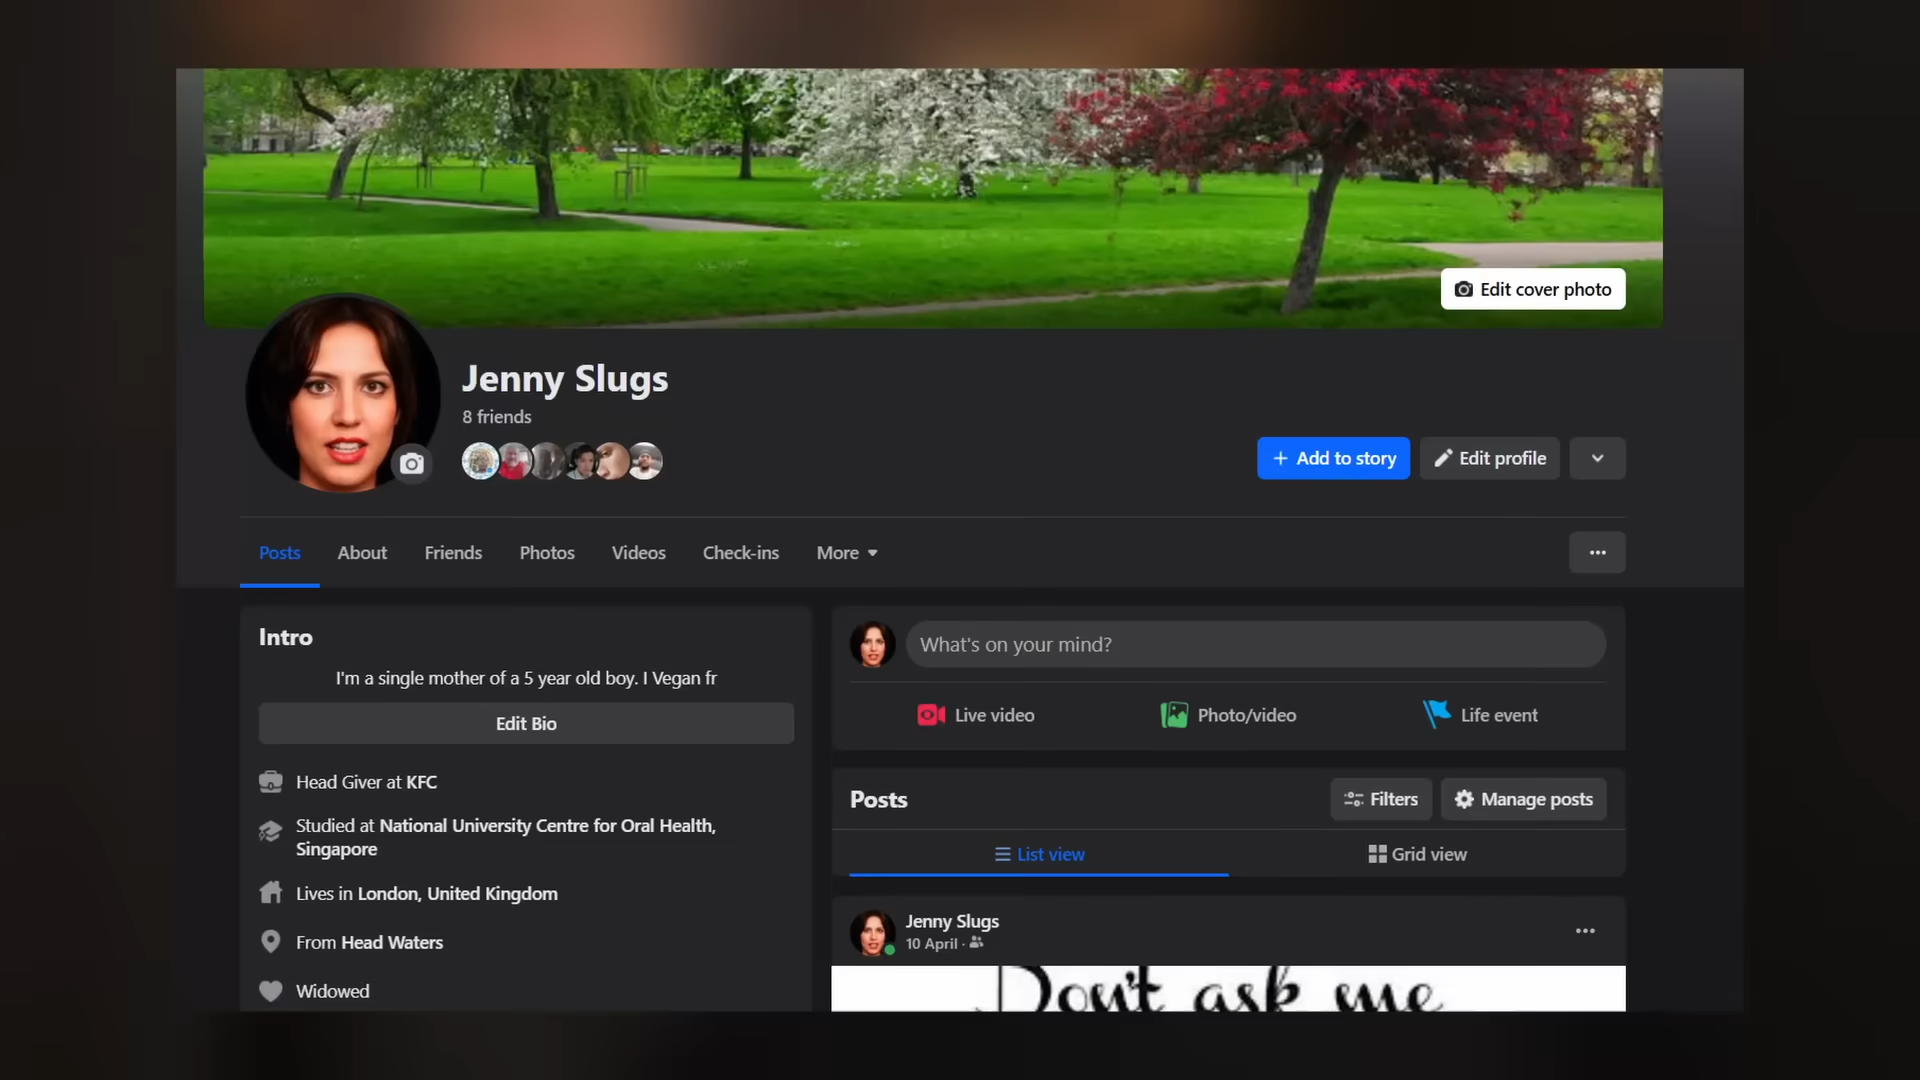 Edit cover photo
Jenny Slugs
8 friends
+ Add to story
Edit profile
Posts
About
Friends
Photos
Videos
Check-ins
More
Intro
I'm a single mother of a 5 year old boy. I Vegan fr
Edit Bio
Head Giver at KFC
Studied at National University Centre for Oral Health,
Singapore
Lives in London, United Kingdom
From Head Waters
Widowed
What's on your mind?
Live video
Photo/video
Life event
Posts
Filters
Manage posts
List view
Grid view
Jenny Slugs
10 April ·
Don't ask me